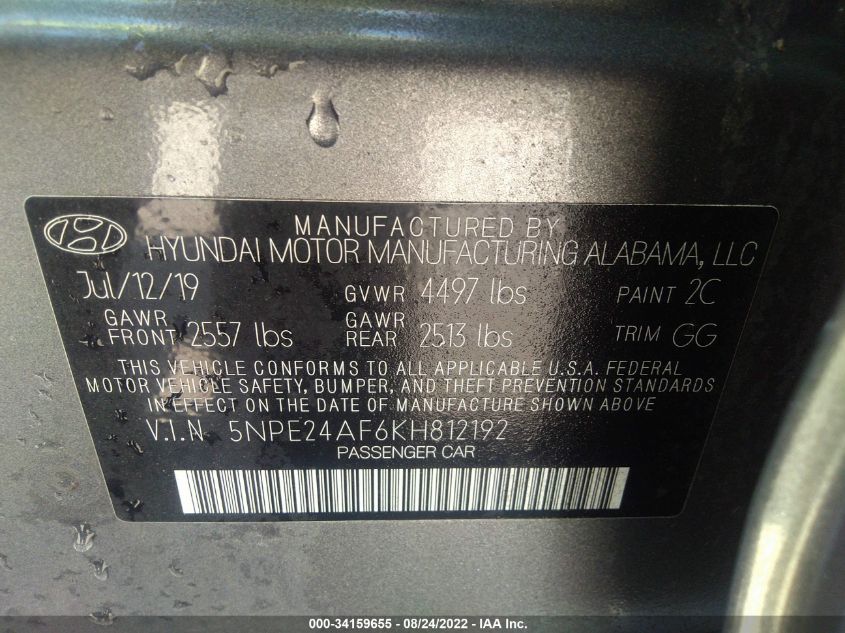 MANUFACTURED BY
HYUNDAI MOTOR MANUFACTURING ALABAMA, LLC
Jul/12/19 GVWR 4497 lbs PAINT 2C
GAWR FRONT 2557 lbs GAWR REAR 2513 lbs TRIM GG
THIS VEHICLE CONFORMS TO ALL APPLICABLE U.S.A. FEDERAL
MOTOR VEHICLE SAFETY, BUMPER, AND THEFT PREVENTION STANDARDS
IN EFFECT ON THE DATE OF MANUFACTURE SHOWN ABOVE
V.I.N 5NPE24AF6KH812192
PASSENGER CAR
000-34159655 - 08/24/2022 - IAA Inc.